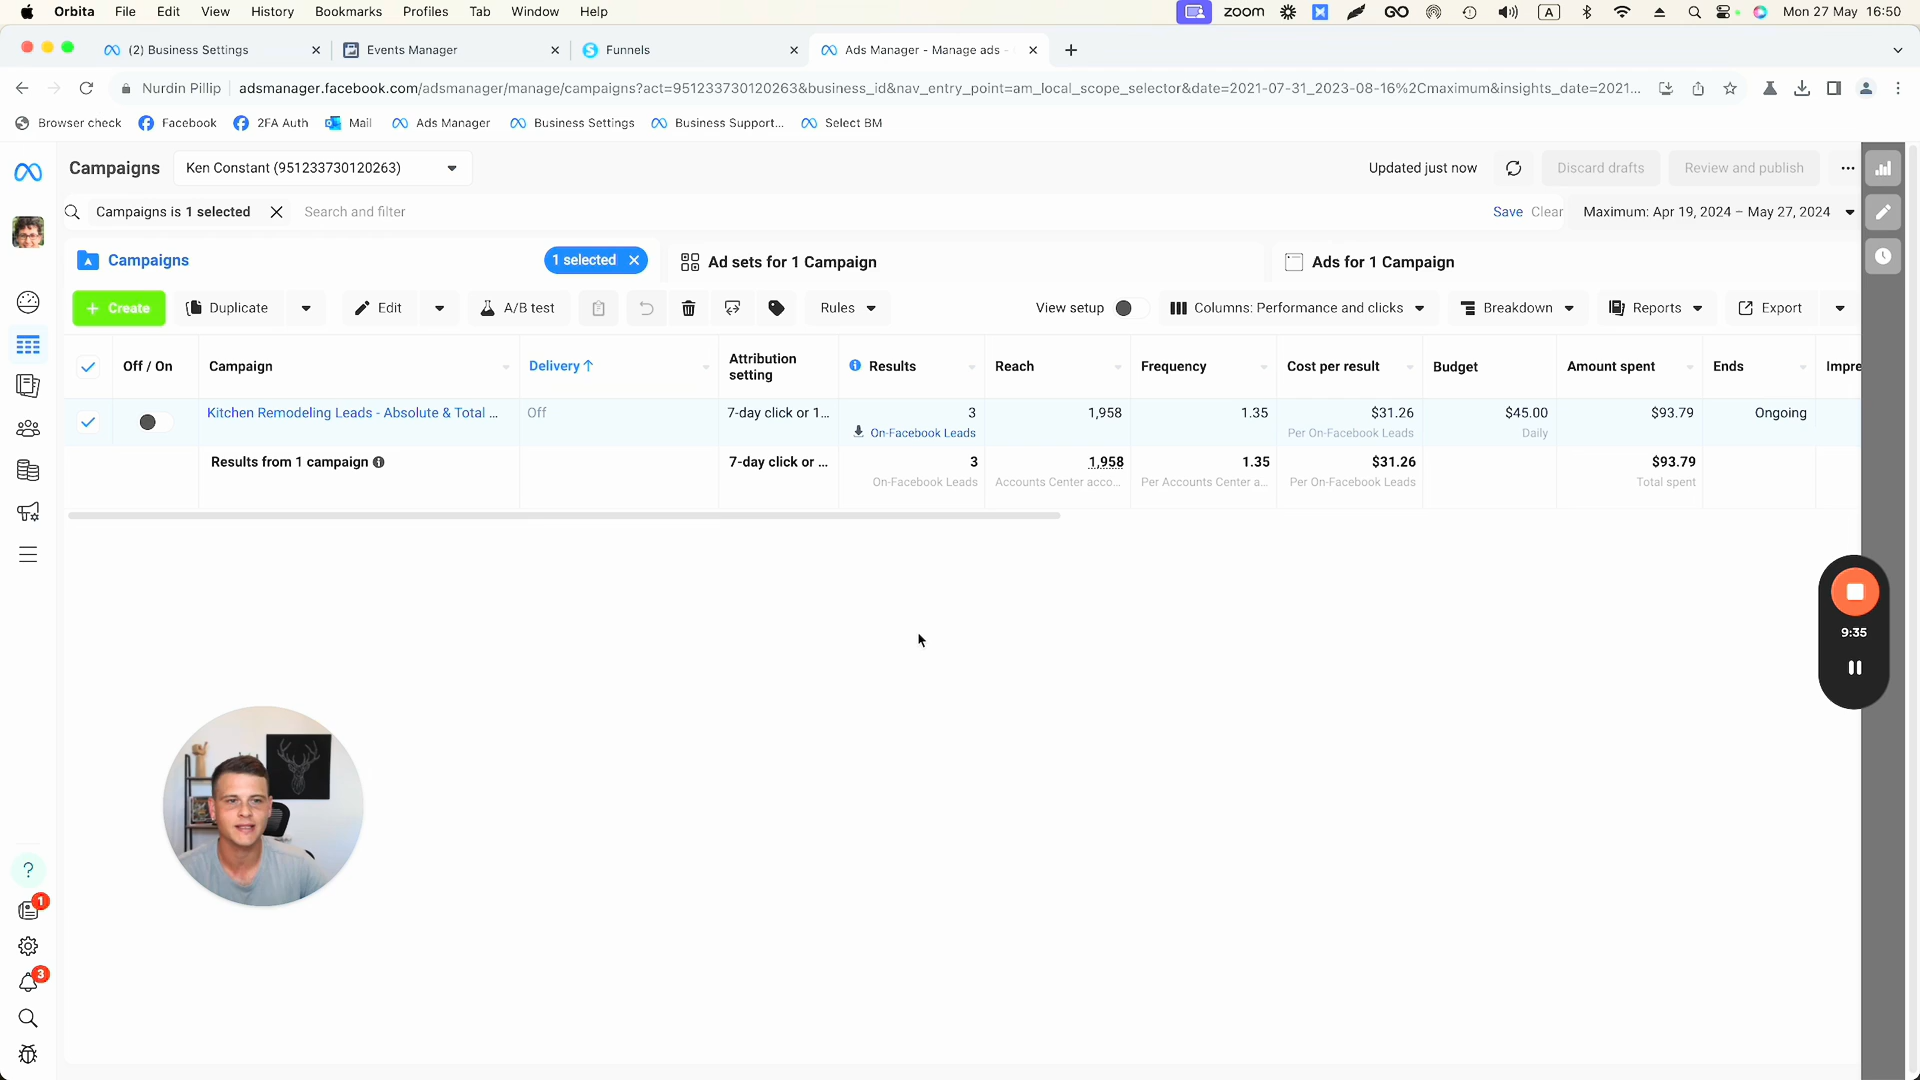 Orbita File Edit View History Bookmarks Profiles Tab Window Help zoom GO A Mon 27 May 16:50
(2) Business Settings Events Manager Funnels Ads Manager - Manage ads -
Nurdin Pillip adsmanager.facebook.com/adsmanager/manage/campaigns?act=951233730120263&business_id&nav_entry_point=am_local_scope_selector&date=2021-07-31_2023-08-16%2Cmaximum&insights_date=2021...
Browser check Facebook 2FA Auth Mail Ads Manager Business Settings Business Support... Select BM
Campaigns Ken Constant (951233730120263) Updated just now Discard drafts Review and publish ...
Campaigns is 1 selected Search and filter Save Clear Maximum: Apr 19, 2024 – May 27, 2024
Campaigns 1 selected Ad sets for 1 Campaign Ads for 1 Campaign
+ Create Duplicate Edit A/B test Rules View setup Columns: Performance and clicks Breakdown Reports Export
Off / On Campaign Delivery ↑ Attribution setting Results Reach Frequency Cost per result Budget Amount spent Ends Impre
Kitchen Remodeling Leads - Absolute & Total ... Off 7-day click or 1... 3 1,958 1.35 $31.26 $45.00 $93.79 Ongoing
On-Facebook Leads Per On-Facebook Leads Daily
Results from 1 campaign 7-day click or ... 3 1,958 1.35 $31.26 $93.79
On-Facebook Leads Accounts Center acco... Per Accounts Center a... Per On-Facebook Leads Total spent
9:35
?
1
3